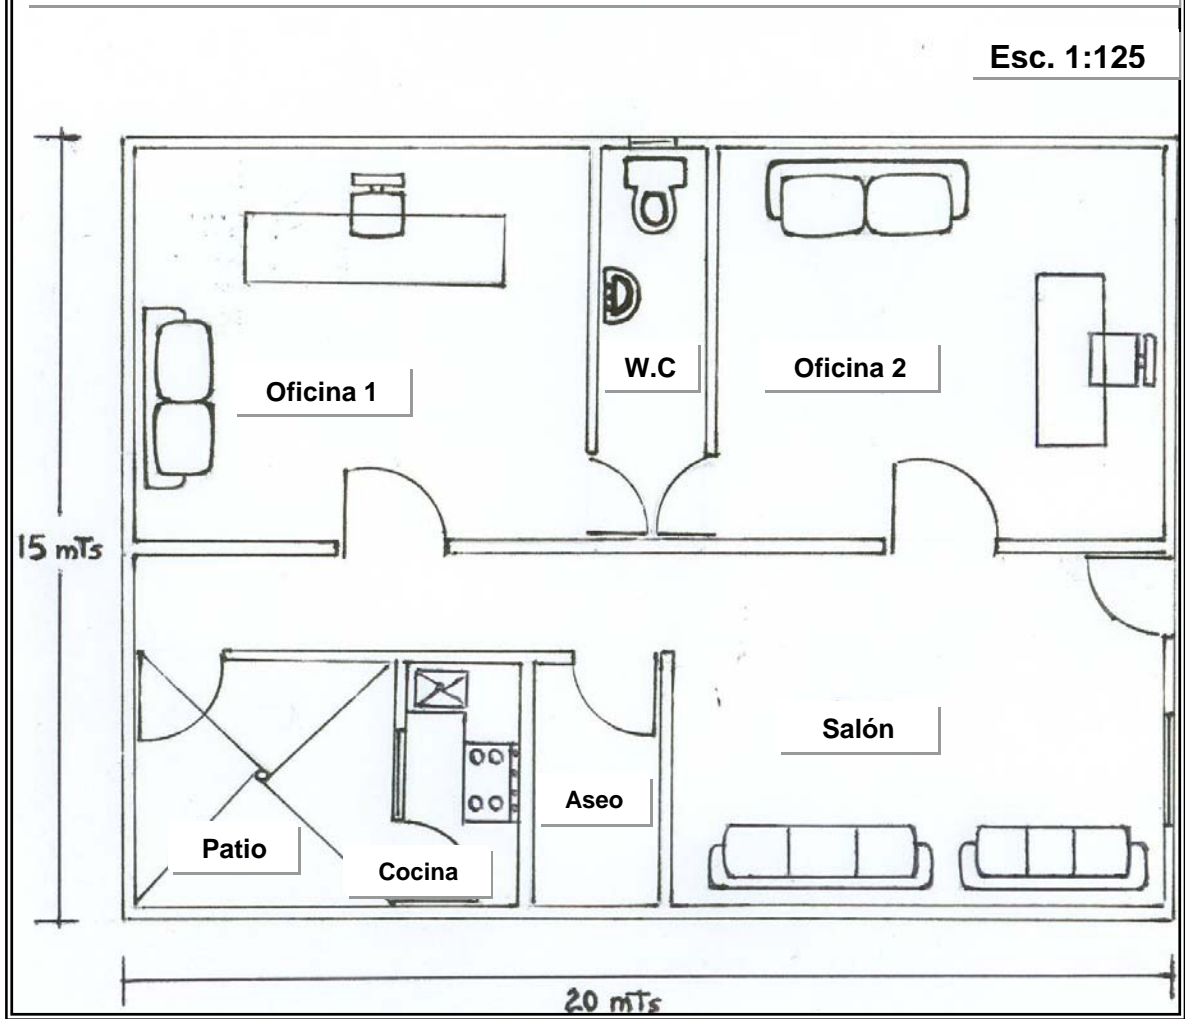 Esc. 1:125
W.C
Oficina 2
Oficina 1
15 mTs
Salón
Aseo
Patio
Cocina
20 mTs